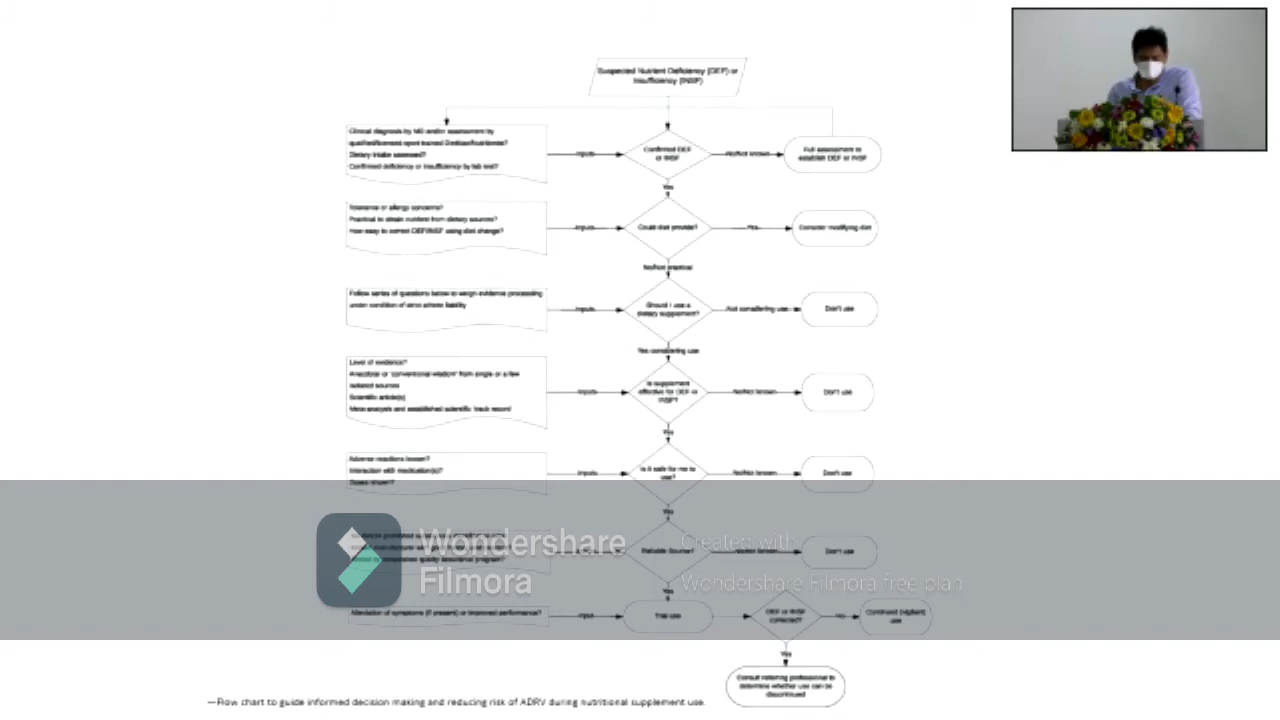 Suspected Nutrient Deficiency (DEF) or
Insufficiency (INSF)
Clinical diagnosis by MD and/or assessment by
qualified/licensed sport-trained Dietitian/Nutritionist?
Dietary intake assessed?
Confirmed deficiency or insufficiency by lab test?
Inputs
Confirmed DEF
or INSF
No/Not known
Full assessment to
establish DEF or INSF
Yes
Tolerance or allergy concerns?
Practical to obtain nutrient from dietary sources?
How easy to correct DEF/INSF using diet change?
Inputs
Could diet provide?
Yes
Consider modifying diet
No/Not practical
Follow series of questions below to weigh evidence proceeding
under condition of strict athlete liability
Inputs
Should I use a
dietary supplement?
Not considering use
Don't use
Yes considering use
Level of evidence?
Anecdotal or "conventional wisdom" from single or a few
isolated sources
Scientific article(s)
Meta-analysis and established scientific track record
Inputs
Is supplement
effective for DEF or
INSF?
No/Not known
Don't use
Yes
Adverse reactions known?
Interaction with medication(s)?
Doses known?
Inputs
Is it safe for me to
use?
No/Not known
Don't use
Yes
Reliable Source?
No/Not known
Don't use
Yes
Wondershare
Filmora
Created with
Wondershare Filmora free plan
Alleviation of symptoms (if present) or improved performance?
Input
Trial use
DEF or INSF
corrected?
No
Continued (vigilant)
use
Yes
Consult referring professional to
determine whether use can be
discontinued
—Flow chart to guide informed decision making and reducing risk of ADRV during nutritional supplement use.